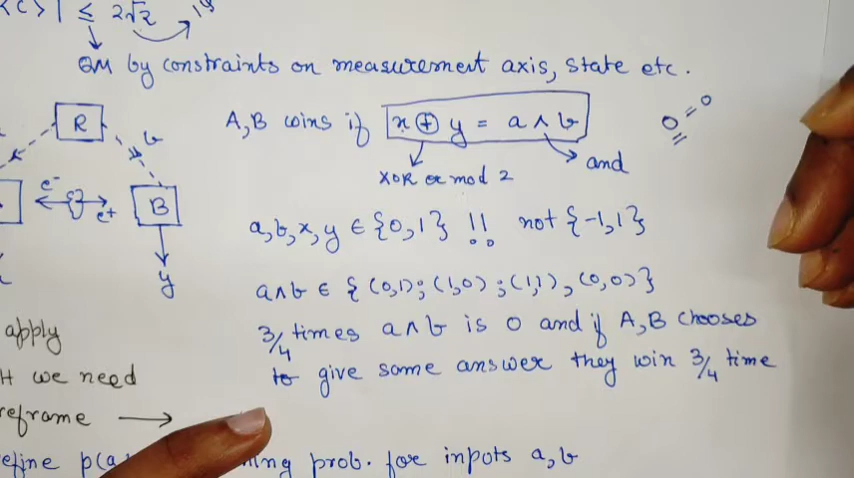 ⟨C⟩| ≤ 2√2
QM by constraints on measurement axis, state etc.
R
A, B wins if x ⊕ y = a ∧ b
b
XOR or mod 2
and
e⁻
e+
B
a, b, x, y ∈ {0,1} !! not {-1,1}
y
a∧b ∈ {(0,1); (1,0); (1,1), (0,0)}
apply
3/4 times a∧b is 0 and if A, B chooses
H we need
to give same answer they win 3/4 time
reframe →
efine p(a
ing prob. for inputs a, b